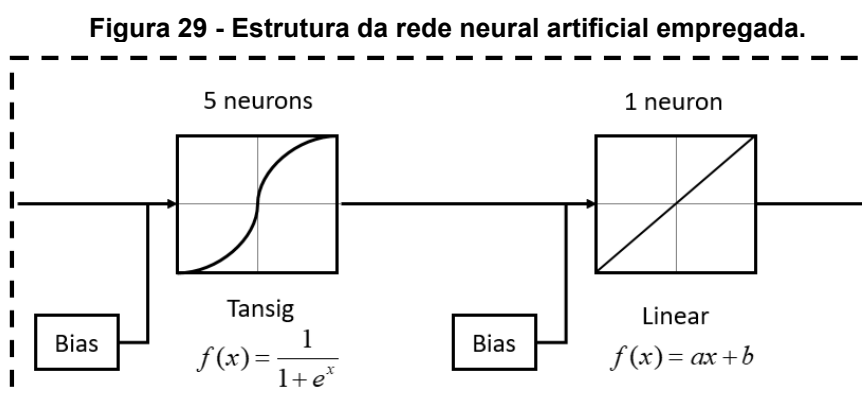 Figura 29 - Estrutura da rede neural artificial empregada.
5 neurons
1 neuron
Tansig
f(x) = 1 / (1 + e^x)
Bias
Linear
f(x) = ax + b
Bias